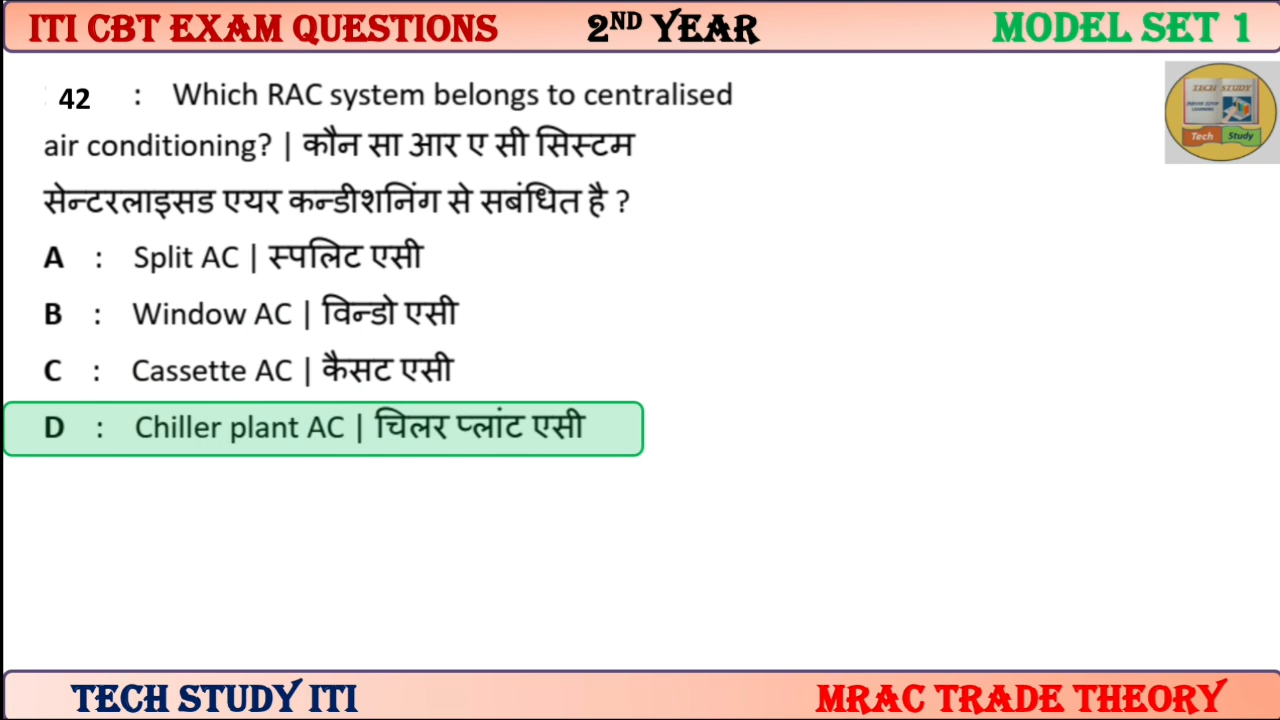 ITI CBT EXAM QUESTIONS 2ND YEAR MODEL SET 1
42 : Which RAC system belongs to centralised
air conditioning? | कौन सा आर ए सी सिस्टम
सेन्टरलाइसड एयर कन्डीशनिंग से सबंधित है ?
A : Split AC | स्पलिट एसी
B : Window AC | विन्डो एसी
C : Cassette AC | कैसट एसी
D : Chiller plant AC | चिलर प्लांट एसी
TECH STUDY
LEARNING
Tech Study
TECH STUDY ITI MRAC TRADE THEORY